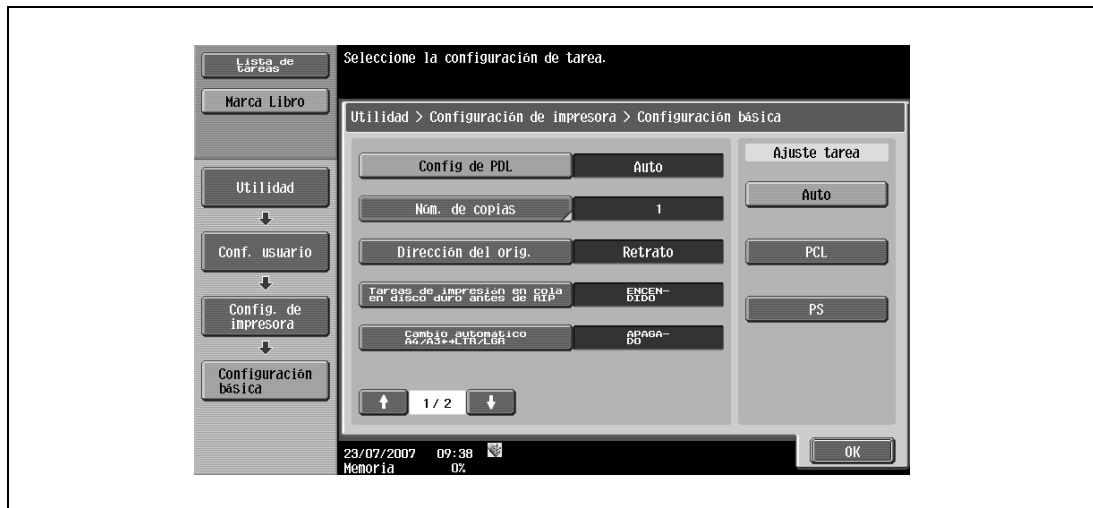 Lista de
tareas
Seleccione la configuración de tarea.
Marca Libro
Utilidad > Configuración de impresora > Configuración básica
Ajuste tarea
Config de PDL
Auto
Auto
Utilidad
Núm. de copias
1
Conf. usuario
Dirección del orig.
Retrato
PCL
Tareas de impresión en cola
en disco duro antes de RIP
ENCEN-
DIDO
Config. de
impresora
PS
Cambio automático
A4/A3↔LTR/LGR
APAGA-
DO
Configuración
básica
1/ 2
23/07/2007 09:38
Memoria 0%
OK